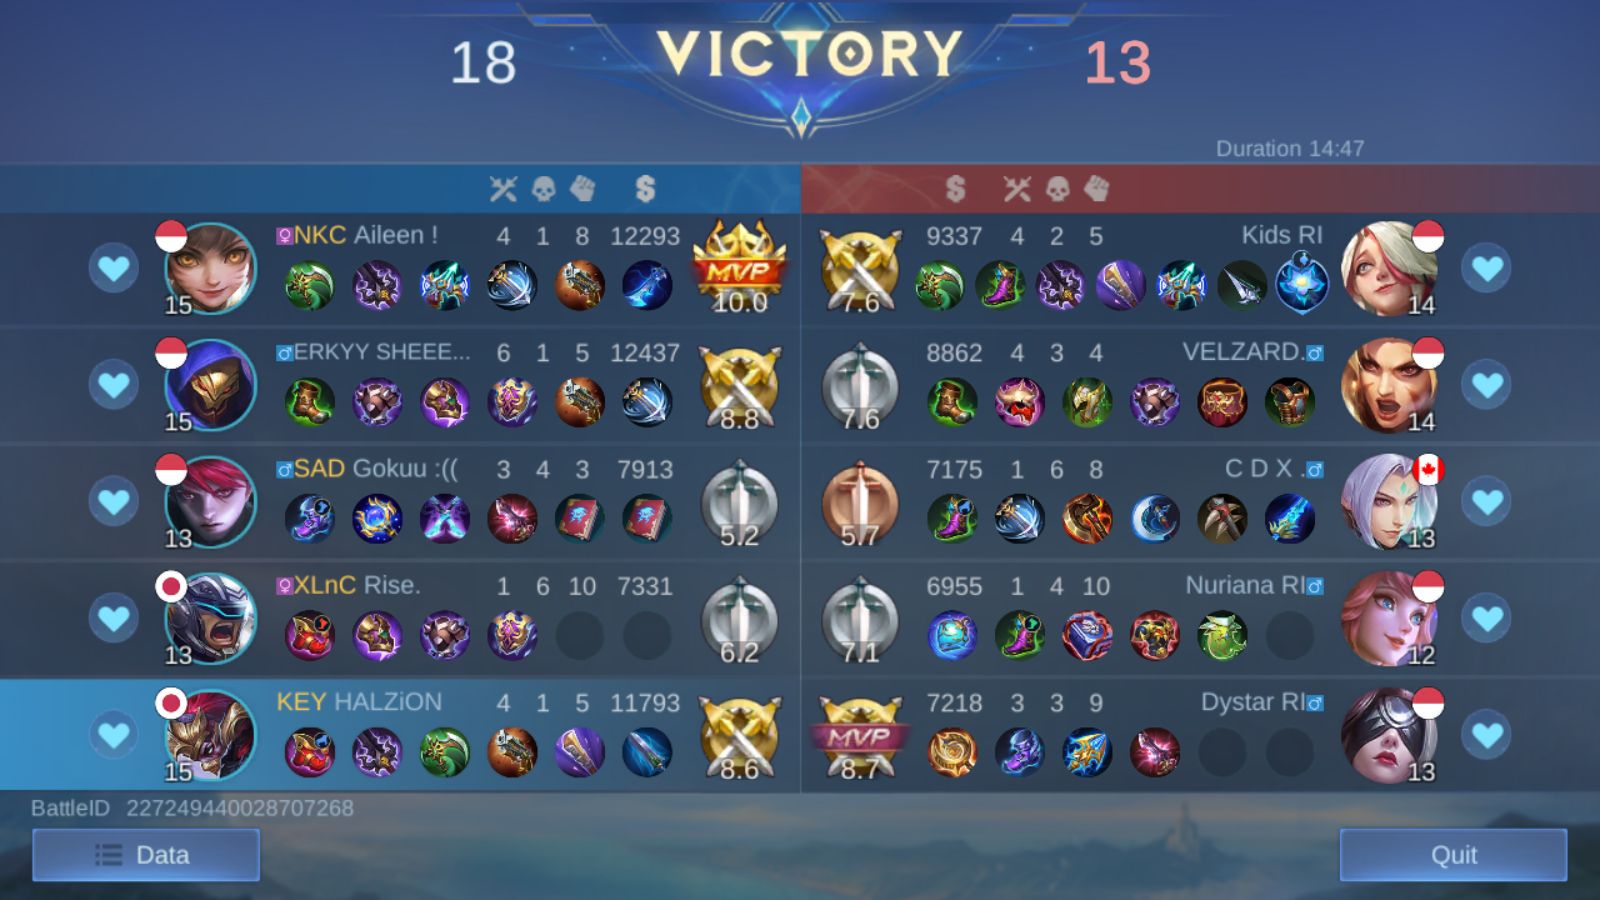 18 VICTORY 13
Duration 14:47
NKC Aileen ! 4 1 8 12293 MVP 10.0 15
7.6 9337 4 2 5 Kids RI 14
ERKYY SHEEE... 6 1 5 12437 8.8 15
7.6 8862 4 3 4 VELZARD. 14
SAD Gokuu :(( 3 4 3 7913 5.2 13
5.7 7175 1 6 8 C D X . 13
XLnC Rise. 1 6 10 7331 6.2 13
7.1 6955 1 4 10 Nuriana RI 12
KEY HALZiON 4 1 5 11793 8.6 15
MVP 8.7 7218 3 3 9 Dystar RI 13
BattleID 227249440028707268
Data
Quit